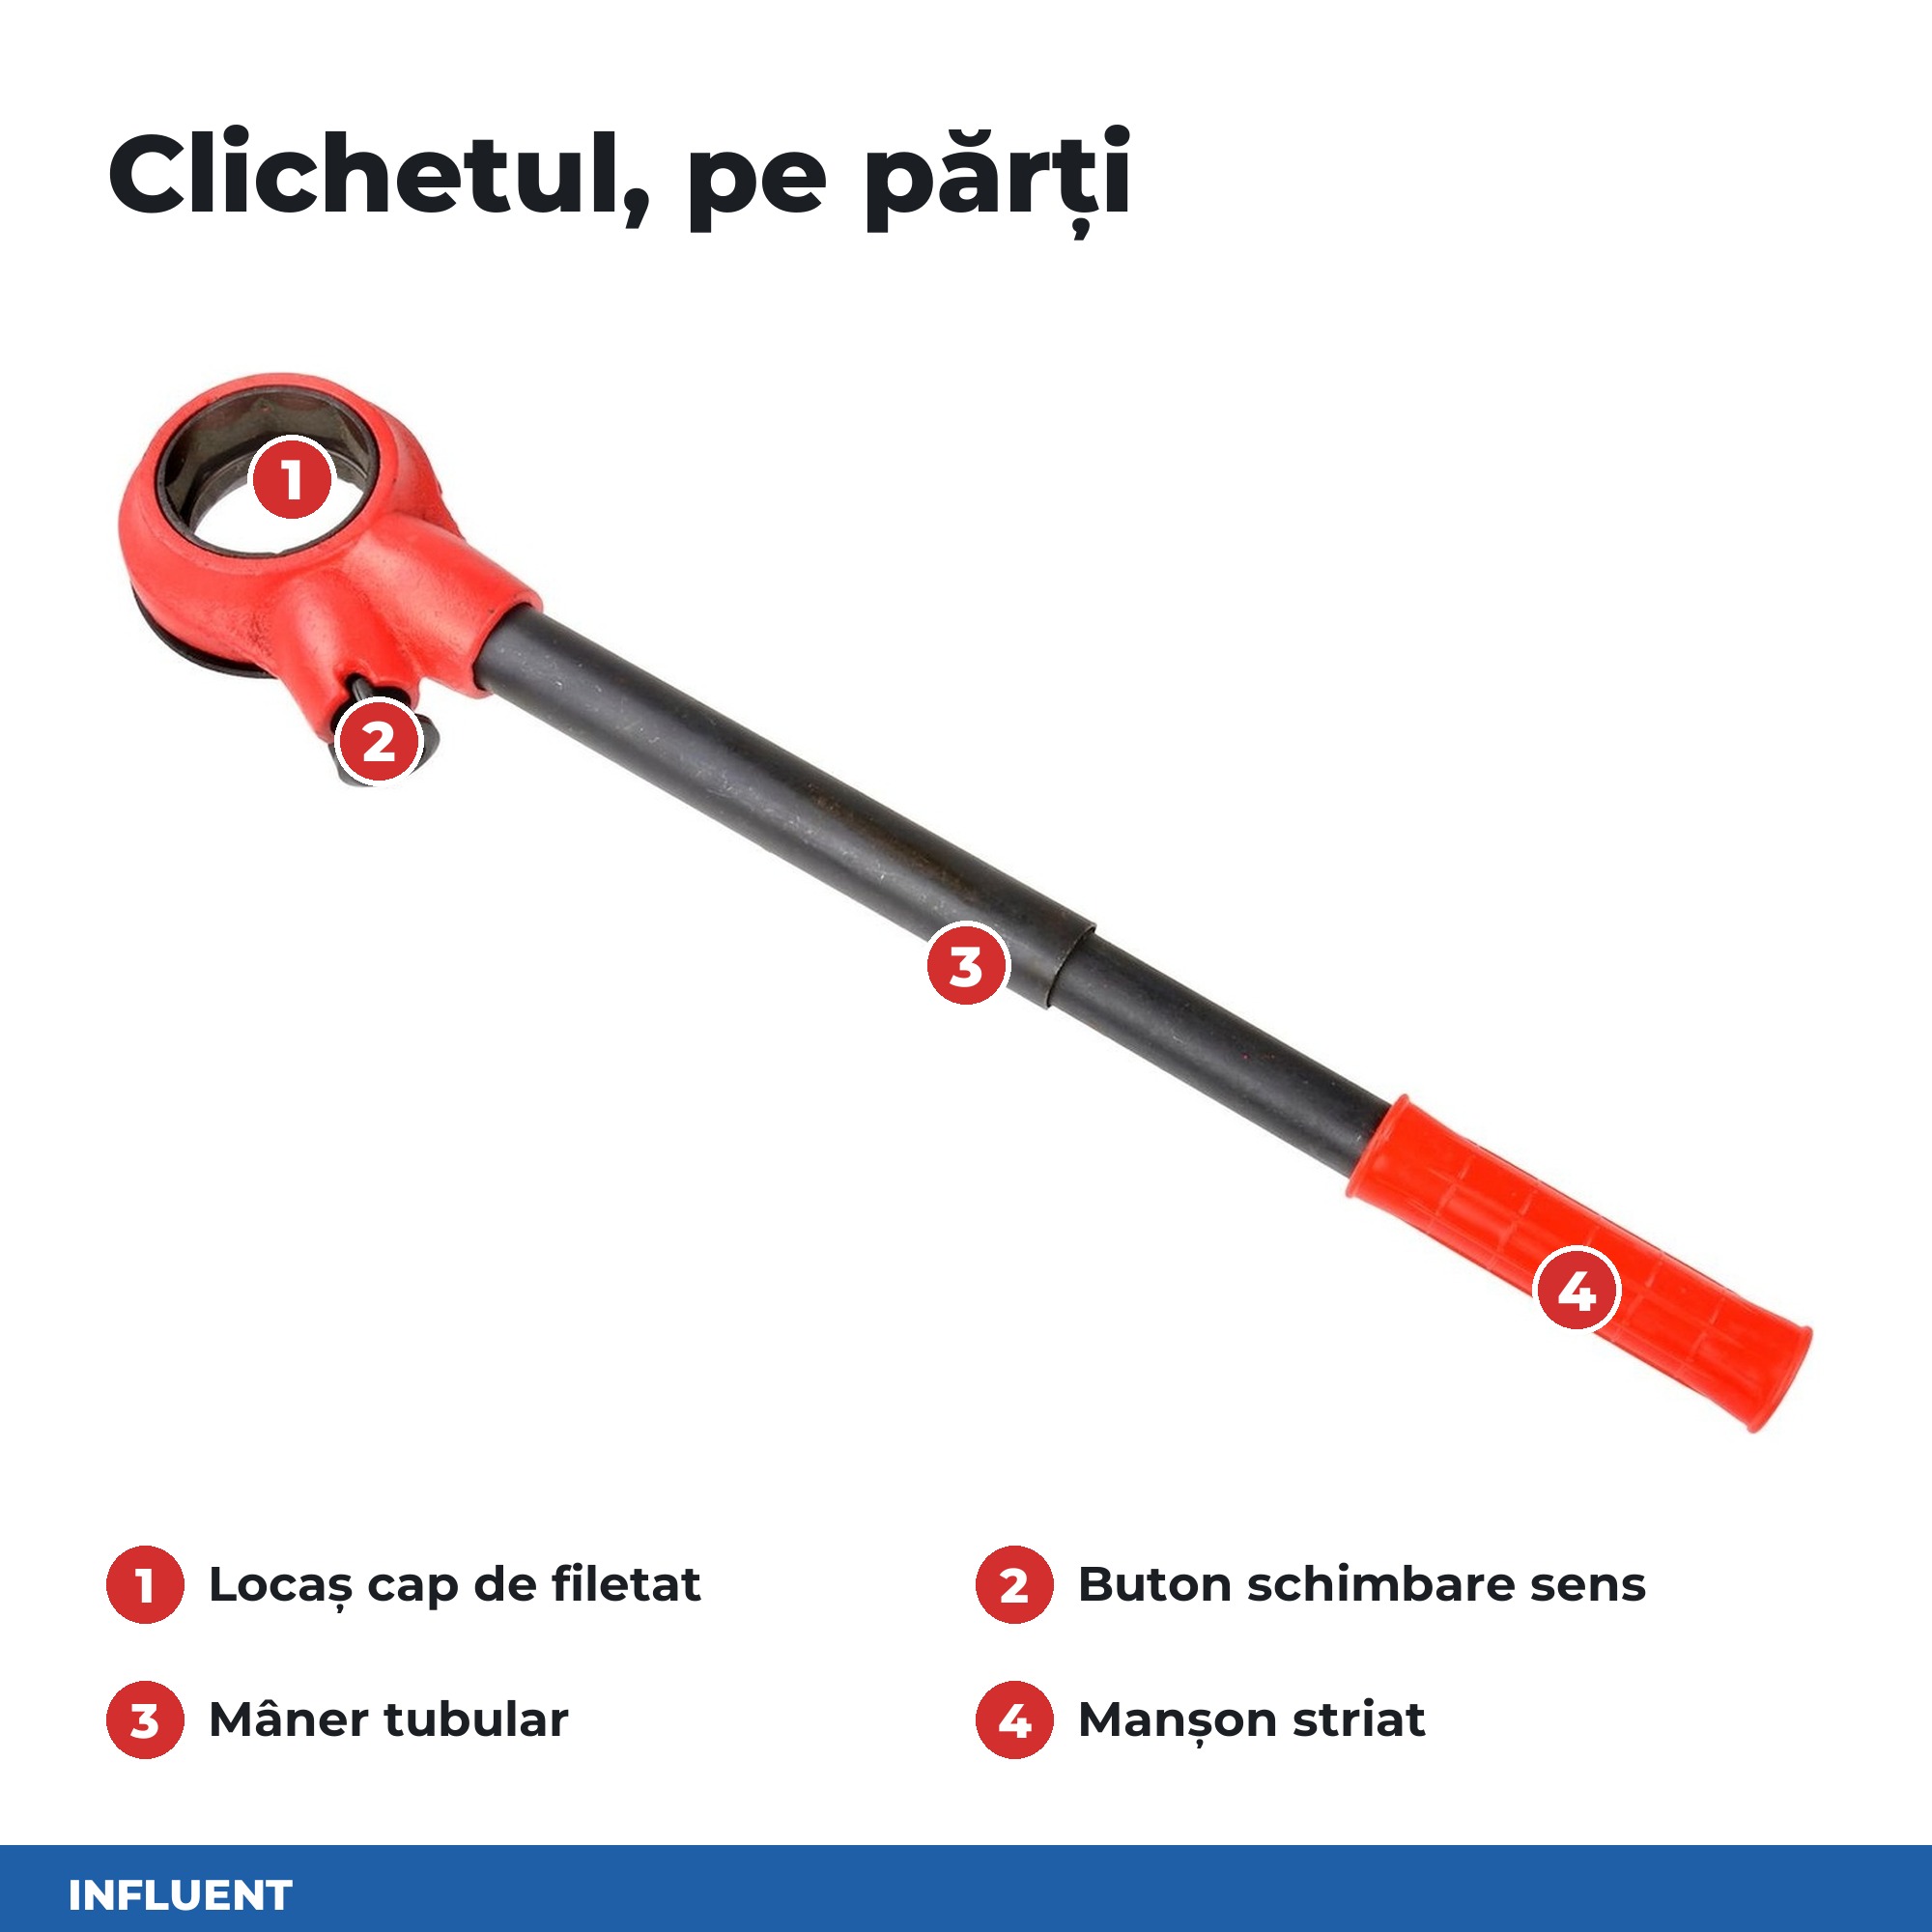 Clichetul, pe părți
1
2
3
4
1 Locaș cap de filetat
2 Buton schimbare sens
3 Mâner tubular
4 Manșon striat
INFLUENT